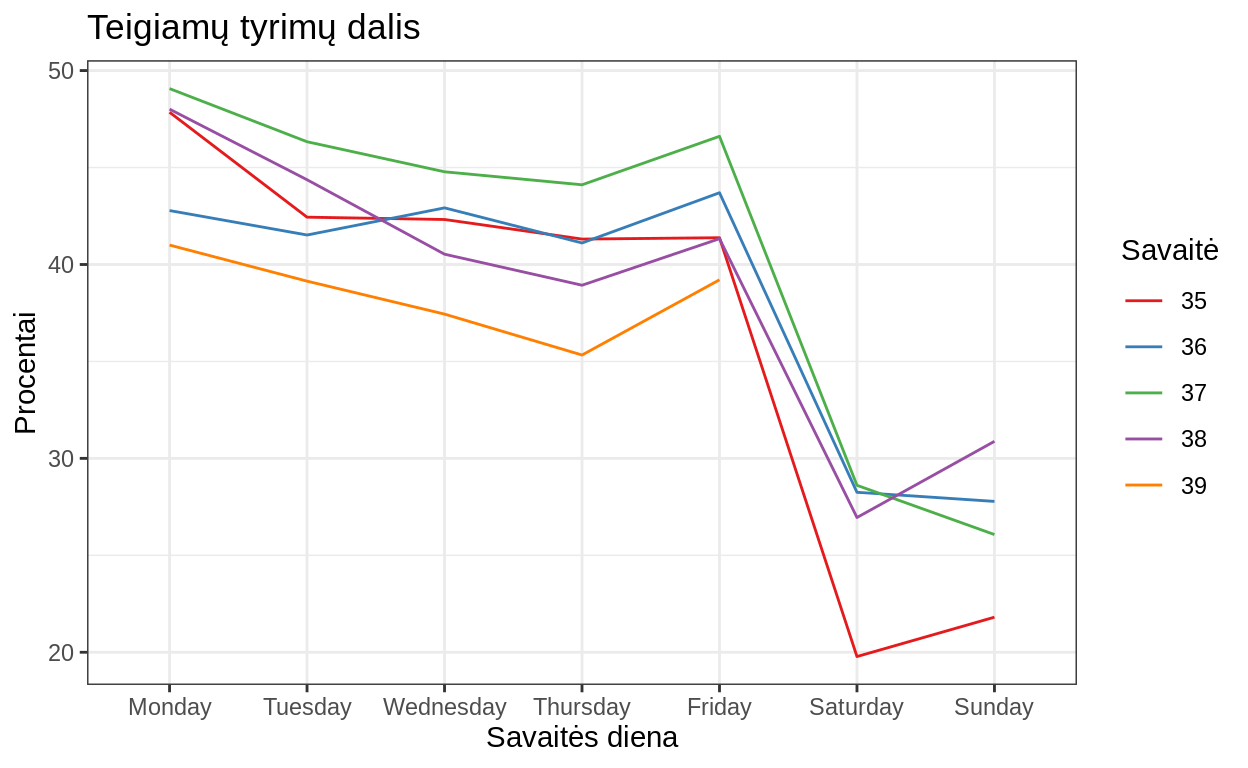 Teigiamų tyrimų dalis
50
40
30
20
Procentai
Monday Tuesday Wednesday Thursday Friday Saturday Sunday
Savaitės diena
Savaitė
35
36
37
38
39